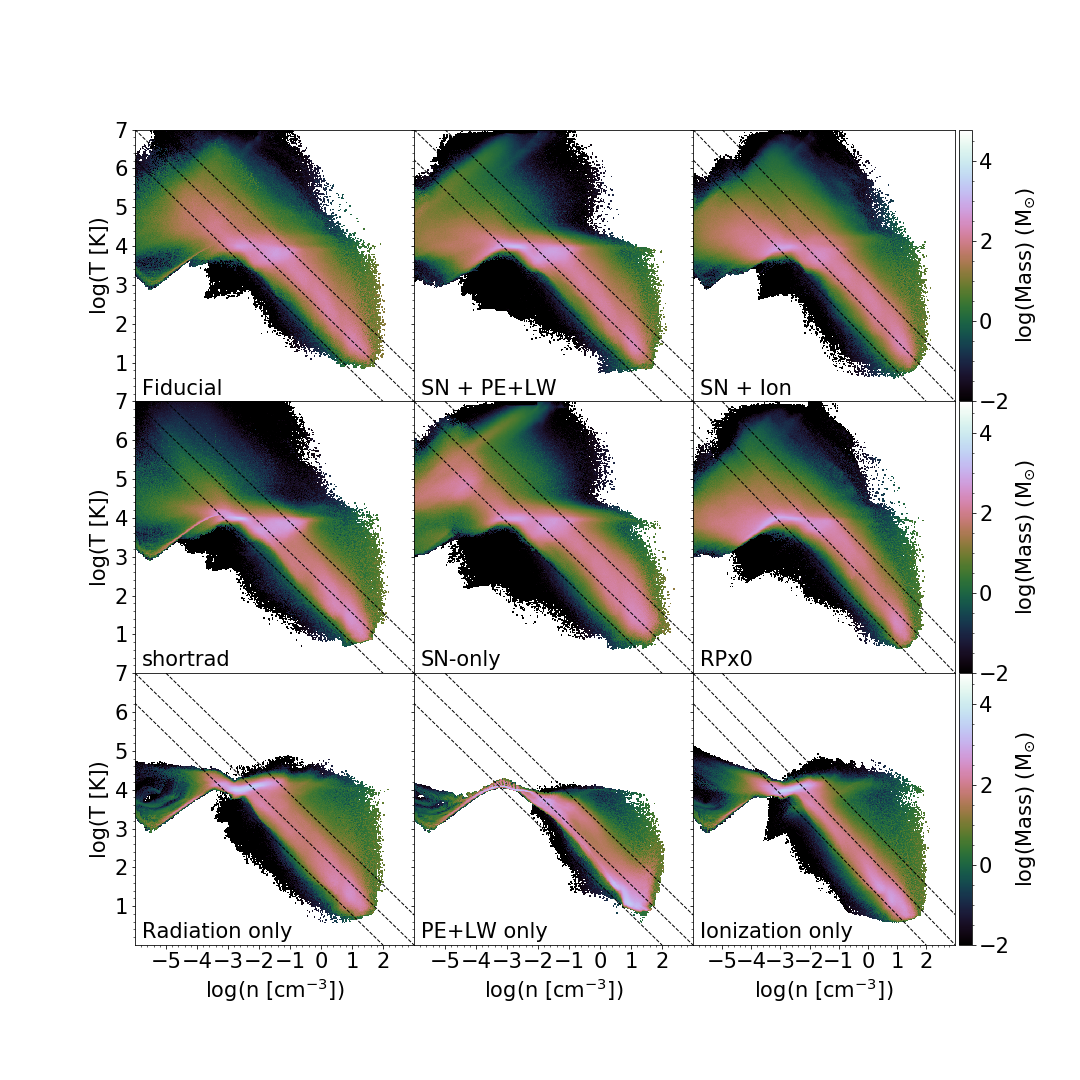 7
6
5
4
3
2
1
log(T [K])
Fiducial
SN + PE+LW
SN + Ion
4
2
0
−2
log(Mass) (M☉)
7
6
5
4
3
2
1
log(T [K])
shortrad
SN-only
RPx0
4
2
0
−2
log(Mass) (M☉)
7
6
5
4
3
2
1
log(T [K])
Radiation only
PE+LW only
Ionization only
4
2
0
−2
log(Mass) (M☉)
−5 −4 −3 −2 −1 0 1 2
−5 −4 −3 −2 −1 0 1 2
−5 −4 −3 −2 −1 0 1 2
log(n [cm⁻³])
log(n [cm⁻³])
log(n [cm⁻³])